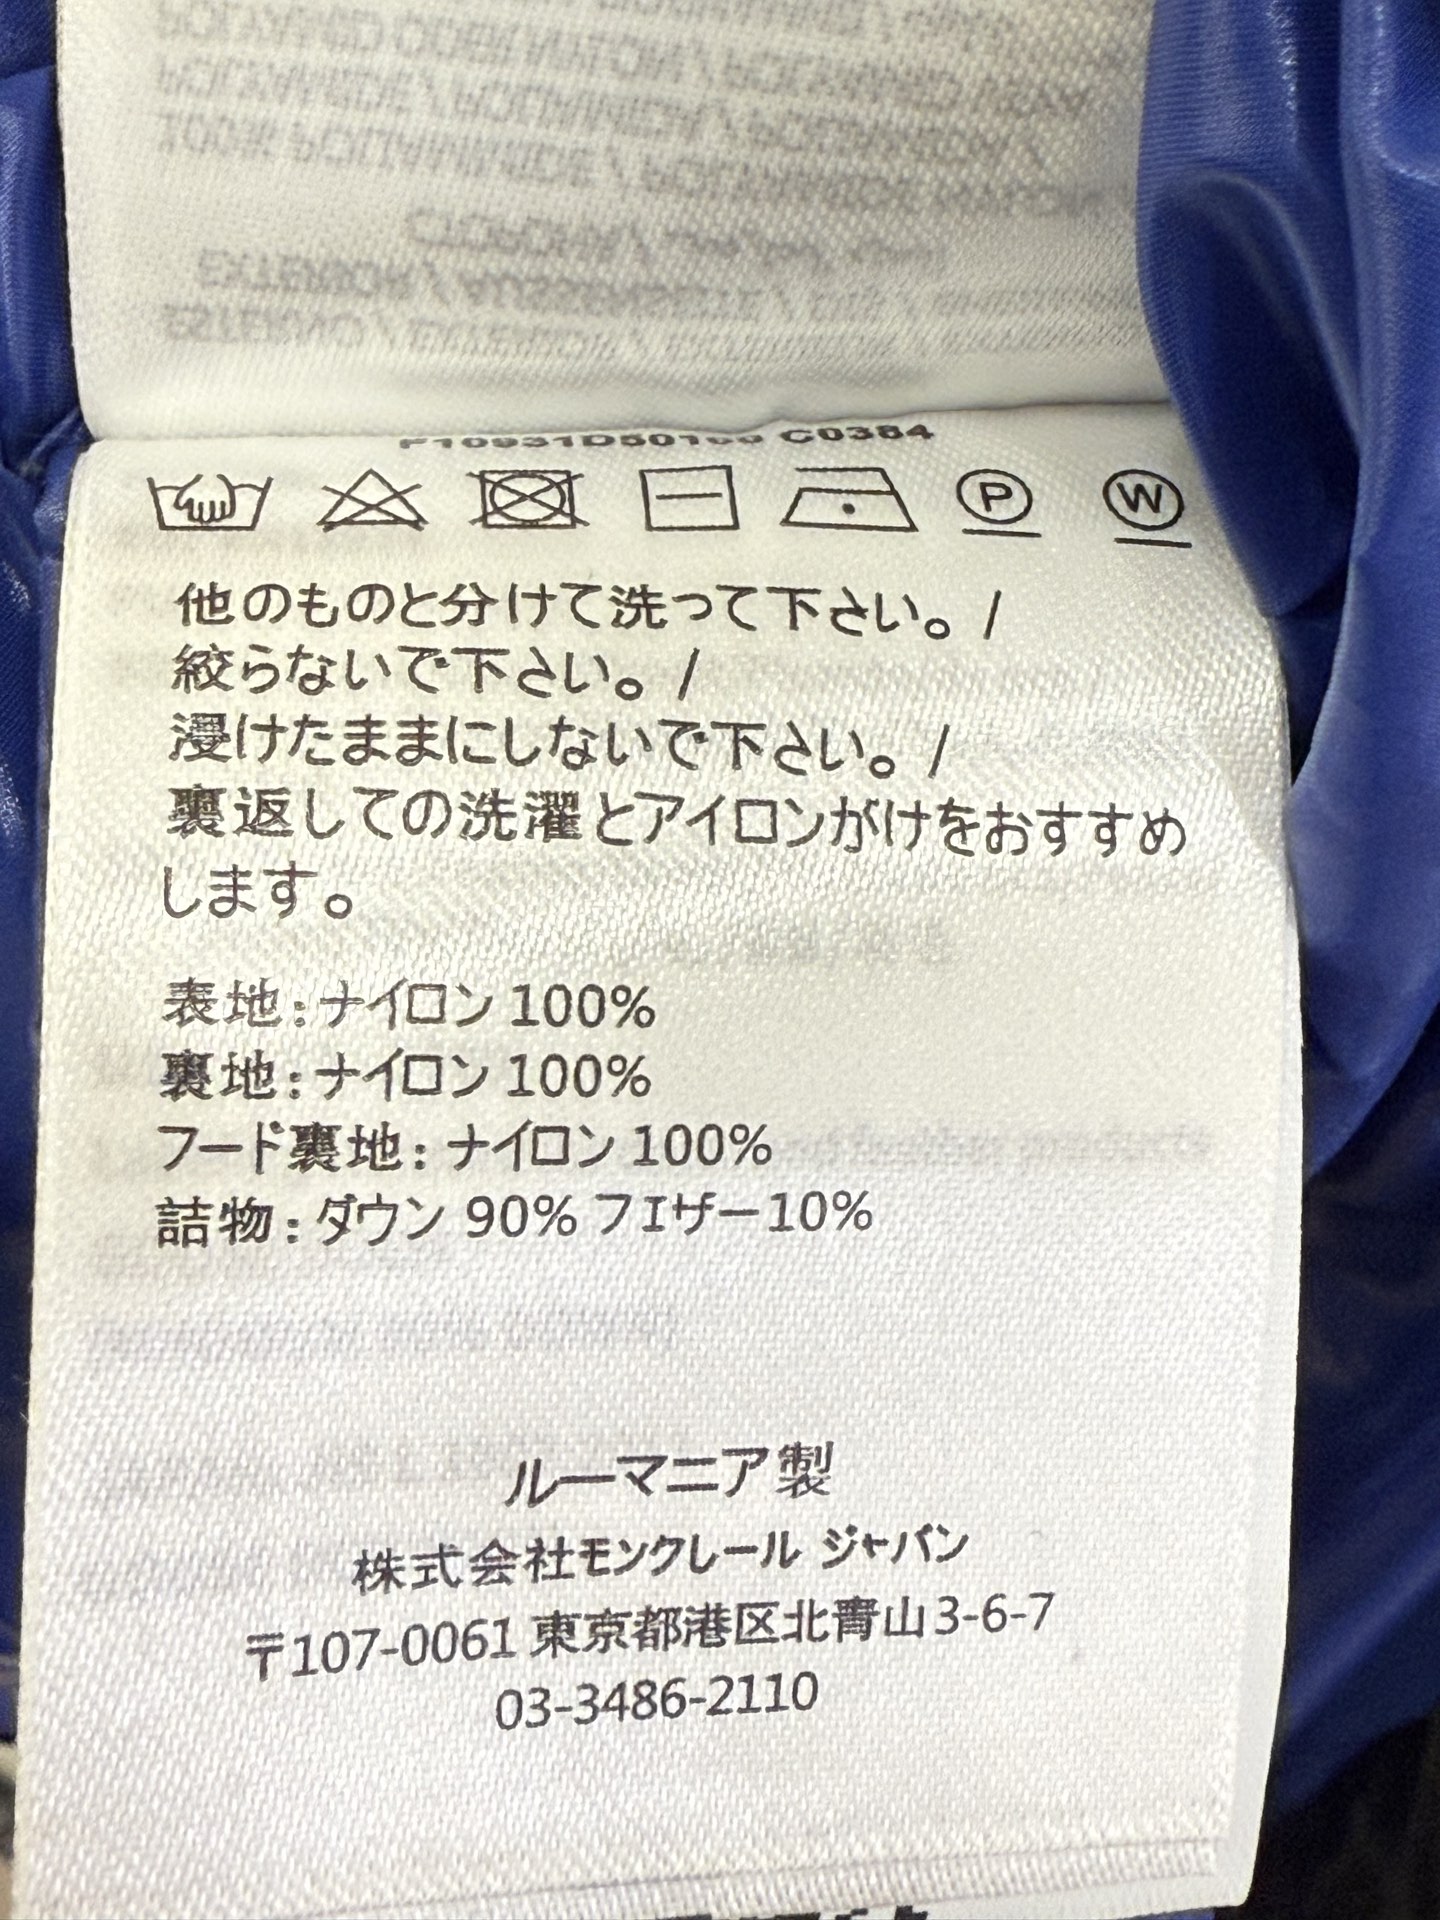 C0384
P
W
他のものと分けて洗って下さい。/
絞らないで下さい。/
浸けたままにしないで下さい。/
裏返しての洗濯とアイロンがけをおすすめ
します。
表地:ナイロン 100%
裏地:ナイロン 100%
フード裏地:ナイロン 100%
詰物:ダウン 90% フェザー10%
ルーマニア製
株式会社モンクレール ジャパン
〒107-0061 東京都港区北青山3-6-7
03-3486-2110